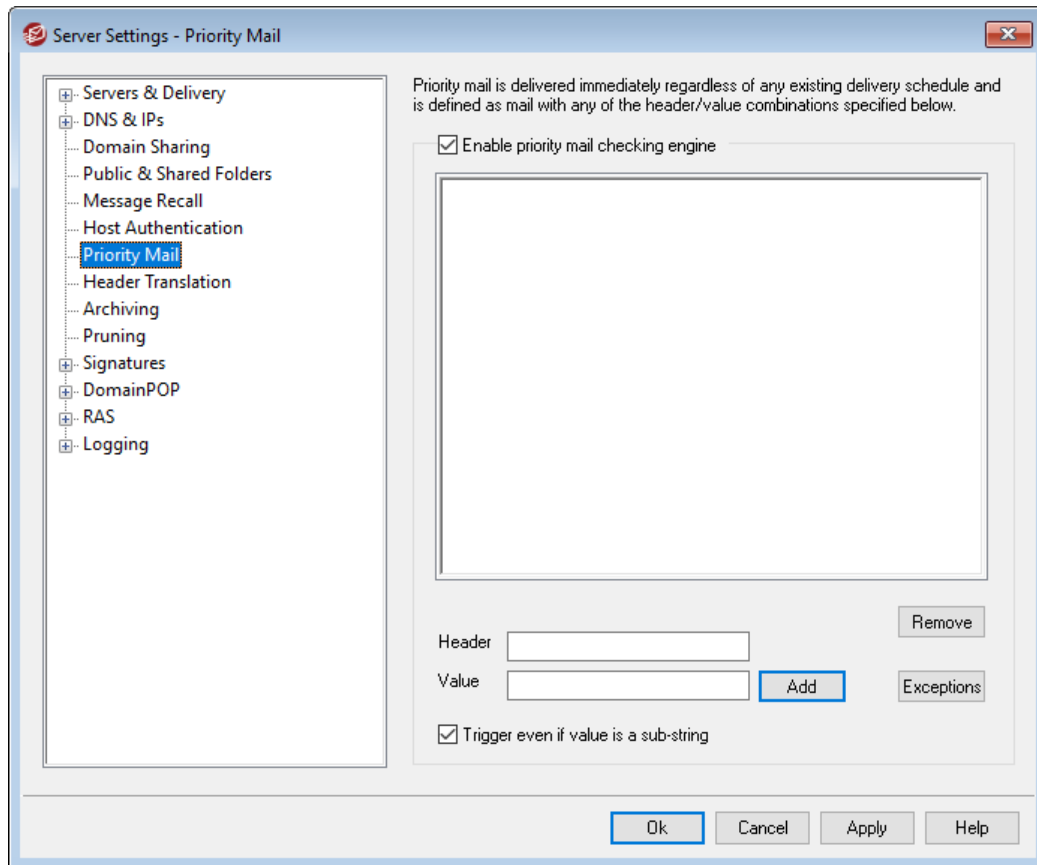 Server Settings - Priority Mail
Servers & Delivery
DNS & IPs
Domain Sharing
Public & Shared Folders
Message Recall
Host Authentication
Priority Mail
Header Translation
Archiving
Pruning
Signatures
DomainPOP
RAS
Logging
Priority mail is delivered immediately regardless of any existing delivery schedule and
is defined as mail with any of the header/value combinations specified below.
Enable priority mail checking engine
Remove
Header
Value
Add
Exceptions
Trigger even if value is a sub-string
Ok
Cancel
Apply
Help